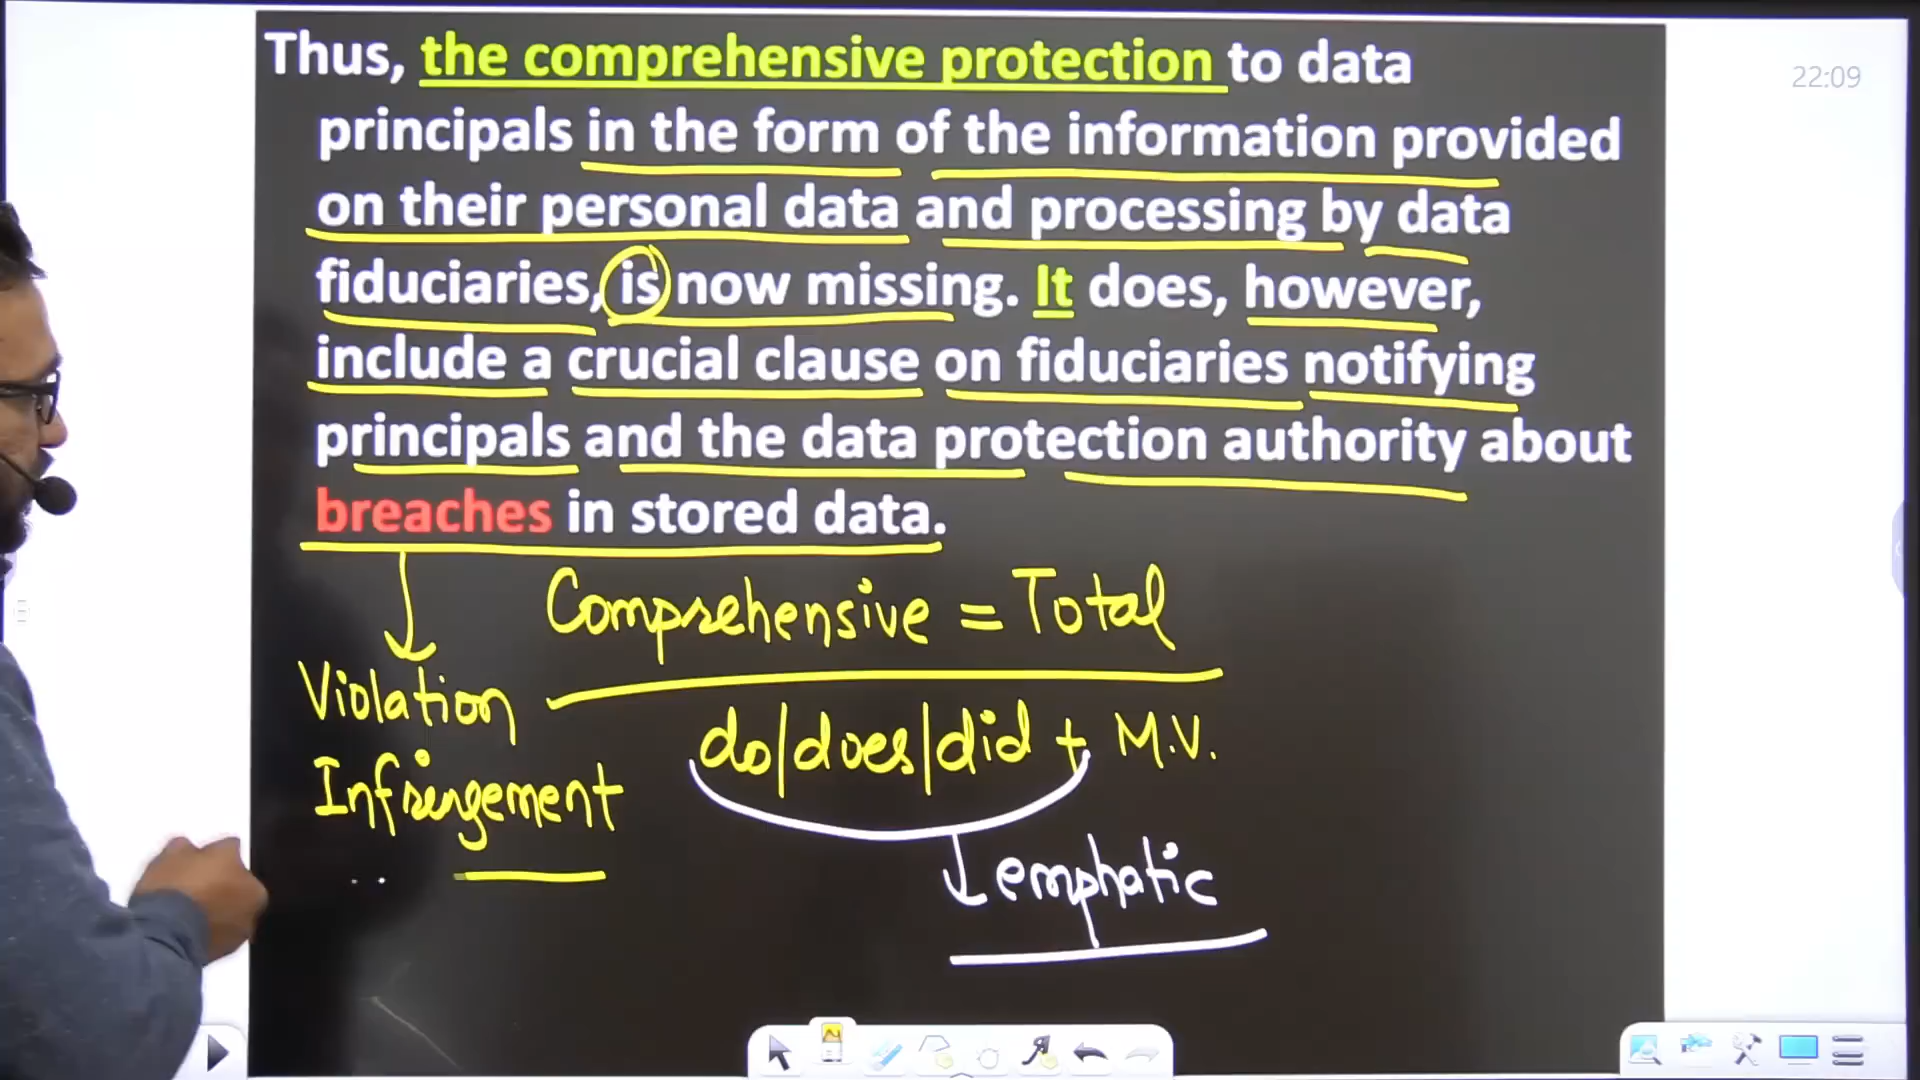 Thus, the comprehensive protection to data
22:09
principals in the form of the information provided
on their personal data and processing by data
fiduciaries, is now missing. It does, however,
include a crucial clause on fiduciaries notifying
principals and the data protection authority about
breaches in stored data.
Comprehensive = Total
Violation
do/does/did + M.V.
Infringement
emphatic